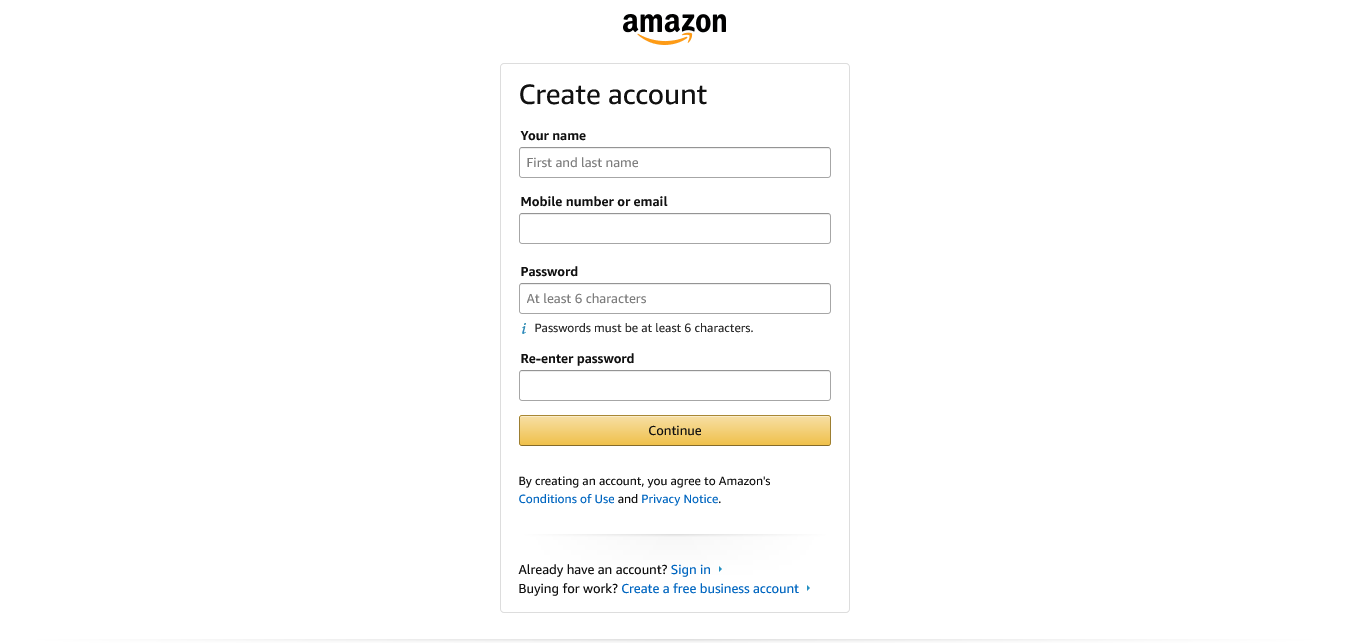 amazon
Create account
Your name
First and last name
Mobile number or email
Password
At least 6 characters
i Passwords must be at least 6 characters.
Re-enter password
Continue
By creating an account, you agree to Amazon's
Conditions of Use and Privacy Notice.
Already have an account? Sign in
Buying for work? Create a free business account